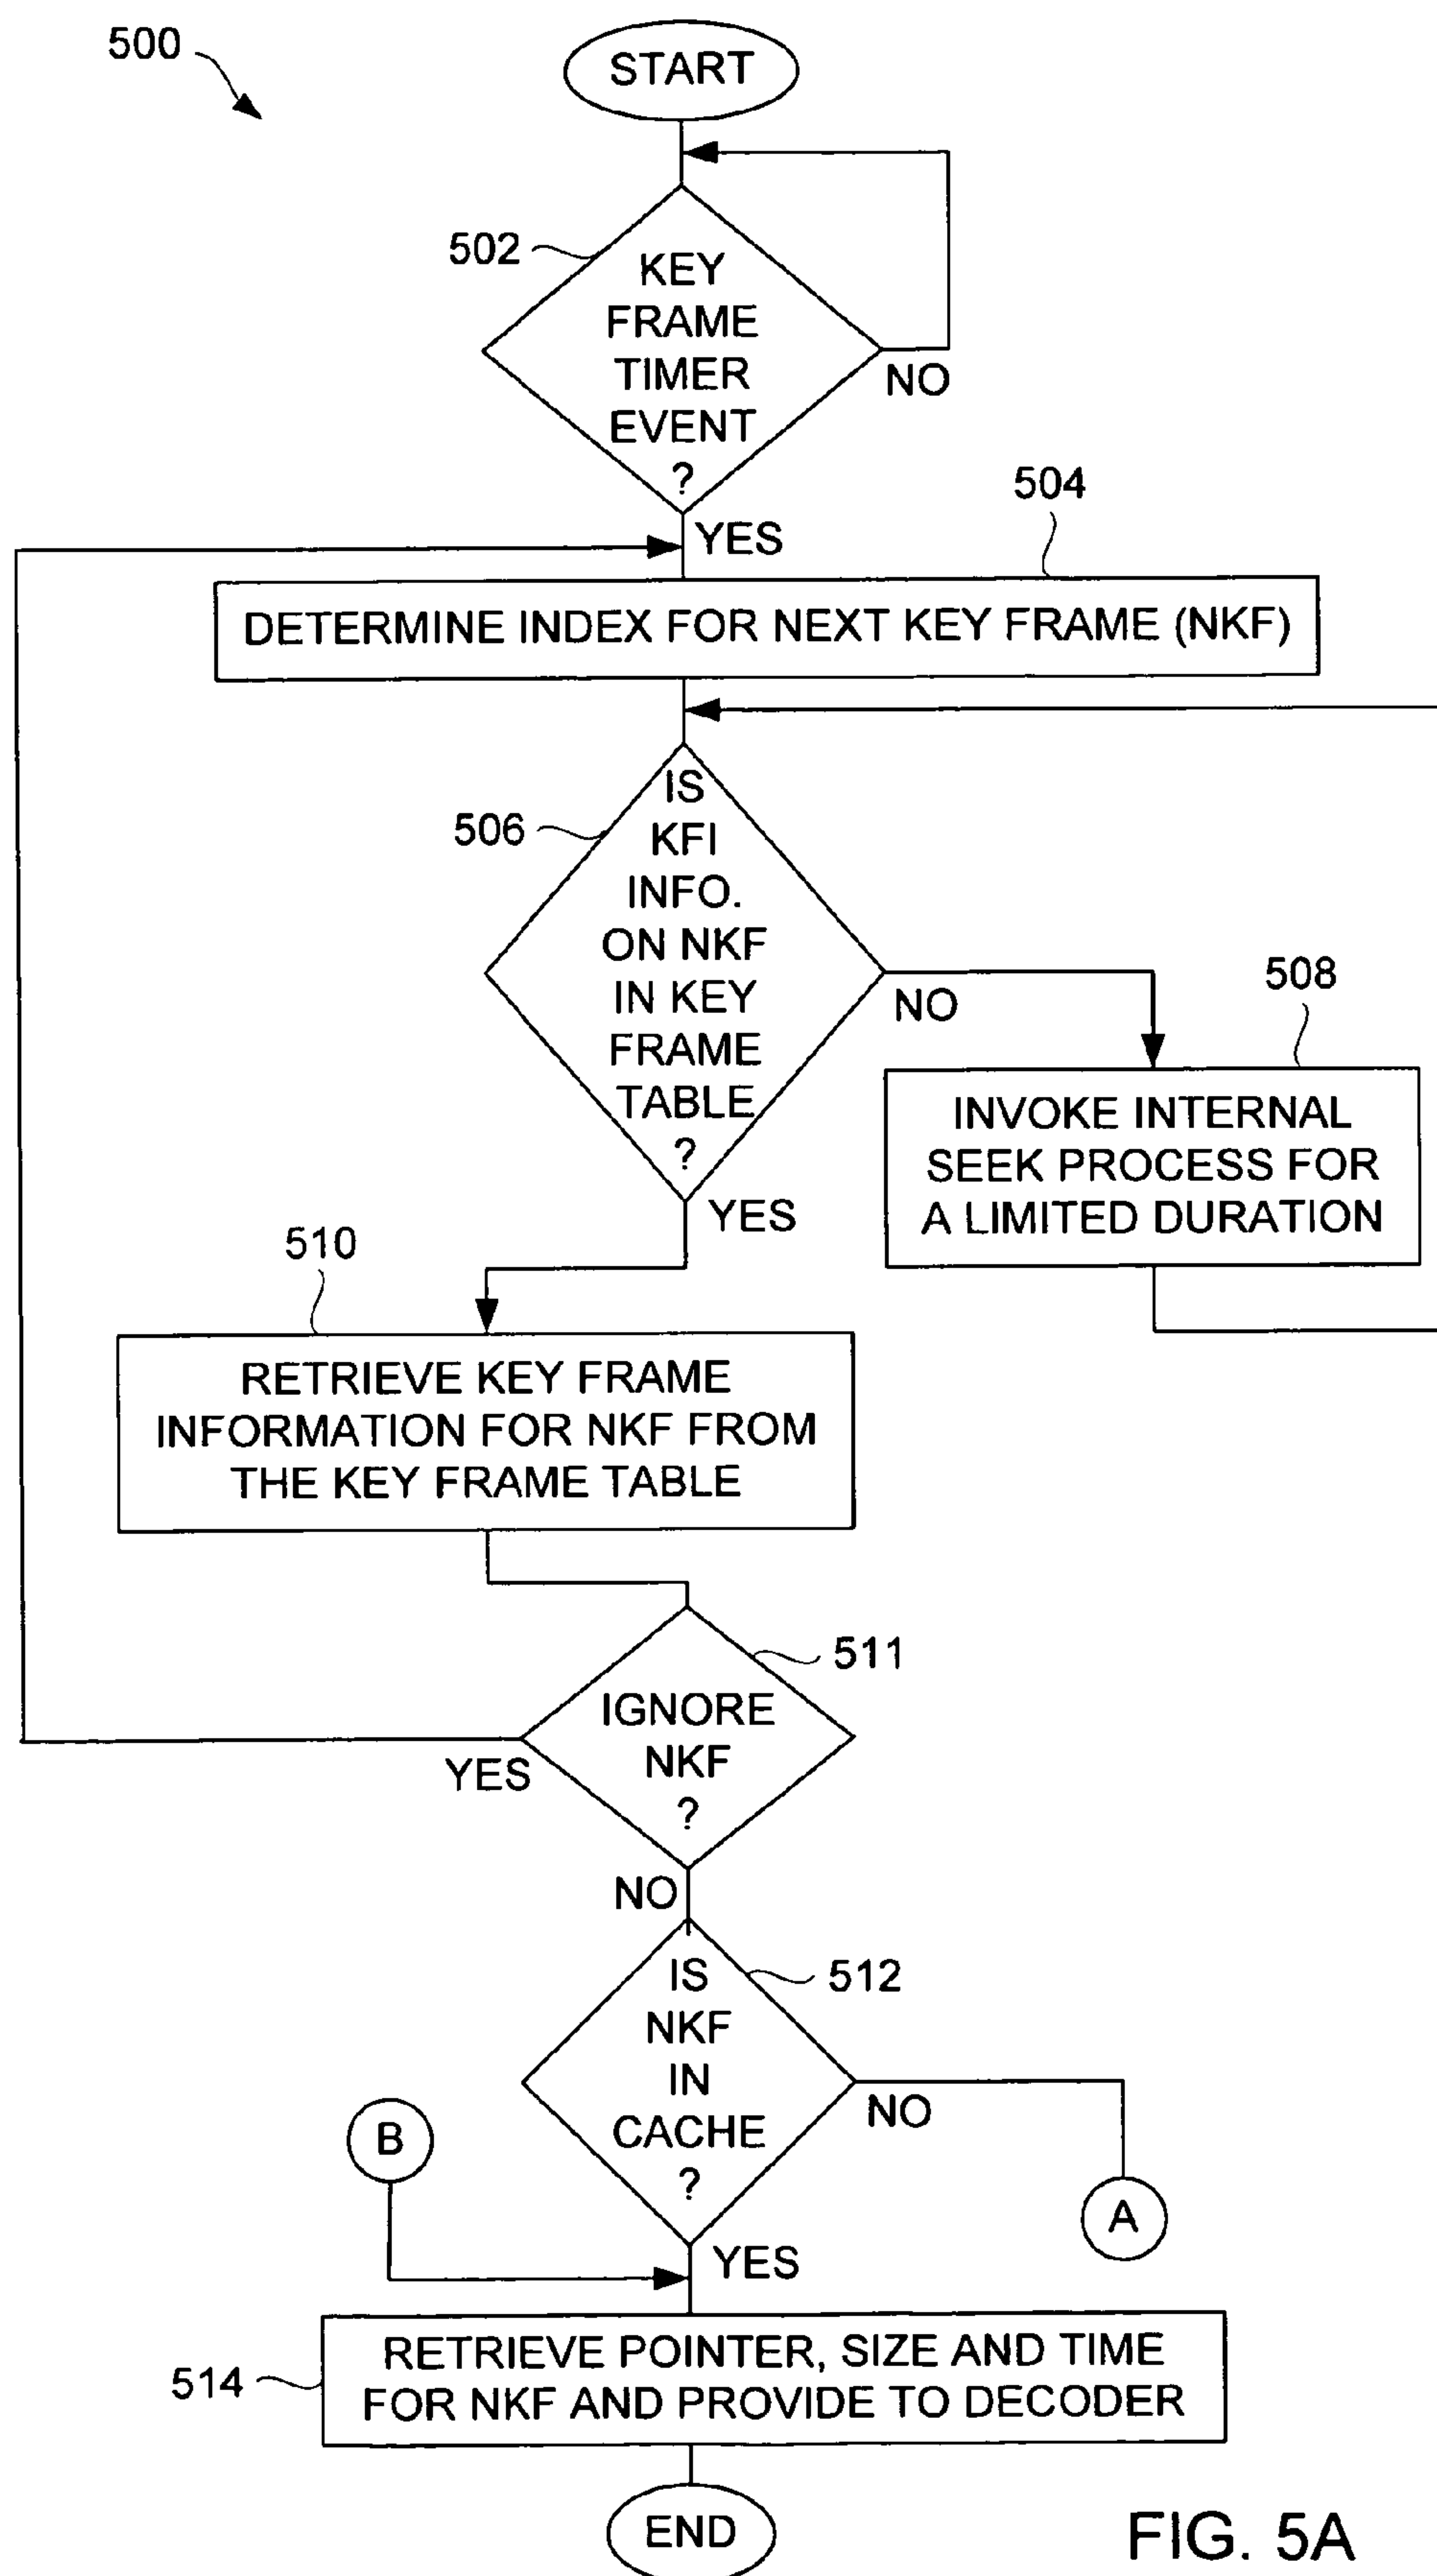 500
START
502
KEY
FRAME
TIMER
EVENT
?
NO
YES
504
DETERMINE INDEX FOR NEXT KEY FRAME (NKF)
506
IS
KFI
INFO.
ON NKF
IN KEY
FRAME
TABLE
?
NO
508
INVOKE INTERNAL
SEEK PROCESS FOR
A LIMITED DURATION
YES
510
RETRIEVE KEY FRAME
INFORMATION FOR NKF FROM
THE KEY FRAME TABLE
511
IGNORE
NKF
?
YES
NO
512
IS
NKF
IN
CACHE
?
NO
B
A
YES
514
RETRIEVE POINTER, SIZE AND TIME
FOR NKF AND PROVIDE TO DECODER
END
FIG. 5A